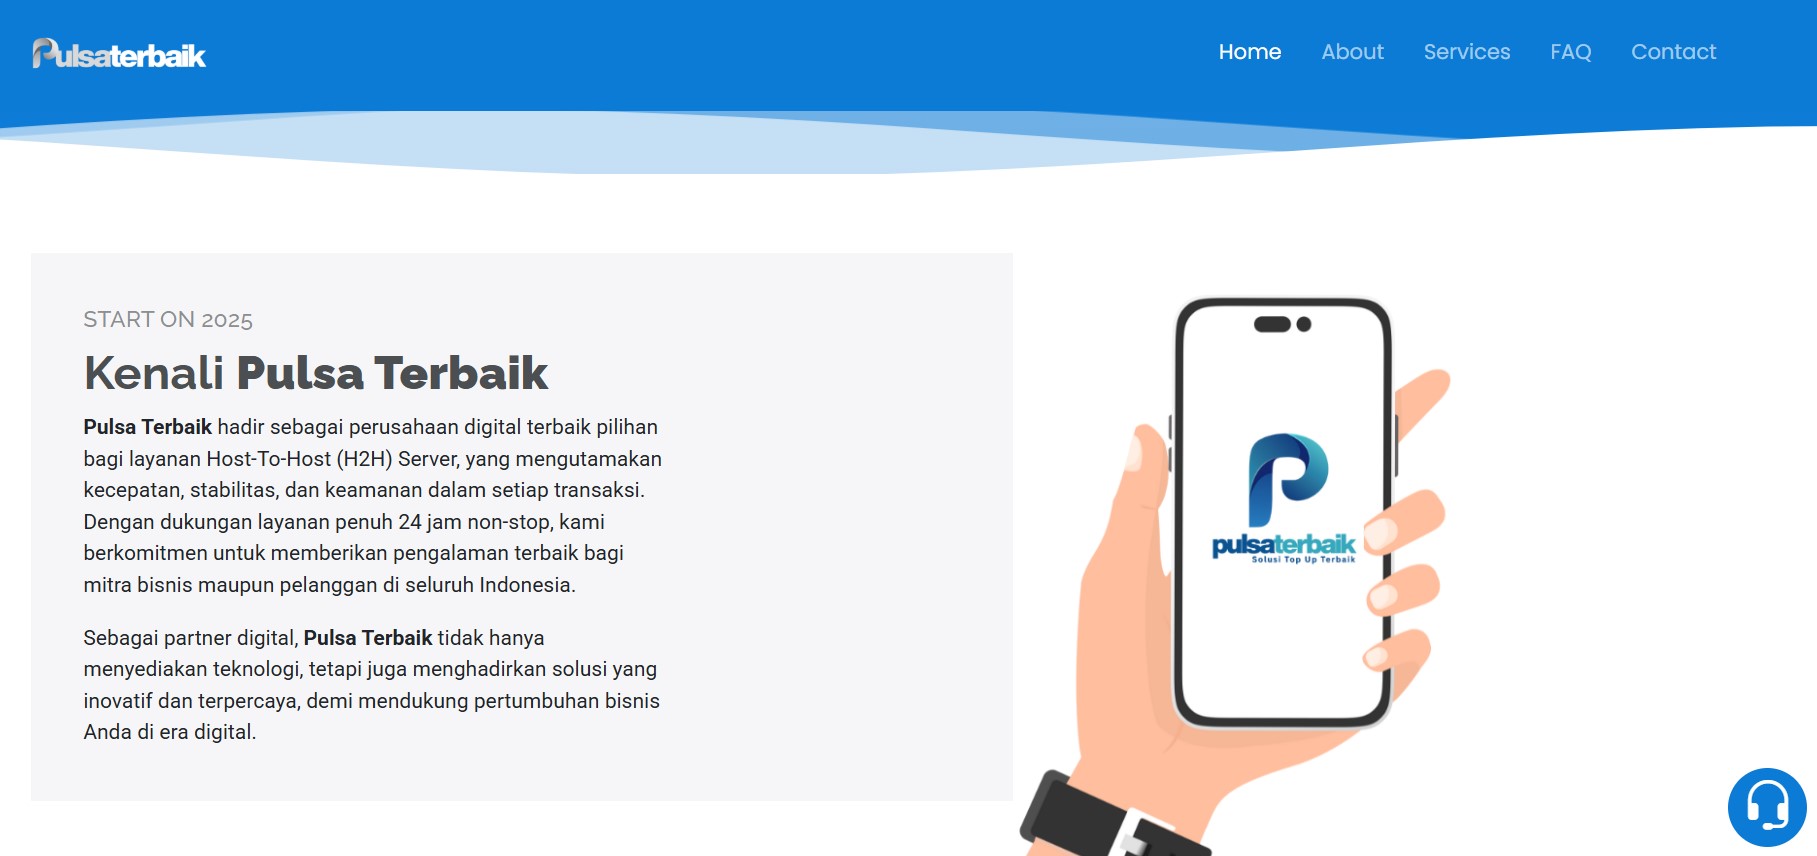 Pulsaterbaik
Home About Services FAQ Contact
START ON 2025
Kenali Pulsa Terbaik
Pulsa Terbaik hadir sebagai perusahaan digital terbaik pilihan
bagi layanan Host-To-Host (H2H) Server, yang mengutamakan
kecepatan, stabilitas, dan keamanan dalam setiap transaksi.
Dengan dukungan layanan penuh 24 jam non-stop, kami
berkomitmen untuk memberikan pengalaman terbaik bagi
mitra bisnis maupun pelanggan di seluruh Indonesia.
Sebagai partner digital, Pulsa Terbaik tidak hanya
menyediakan teknologi, tetapi juga menghadirkan solusi yang
inovatif dan terpercaya, demi mendukung pertumbuhan bisnis
Anda di era digital.
pulsaterbaik
Solusi Top Up Terbaik